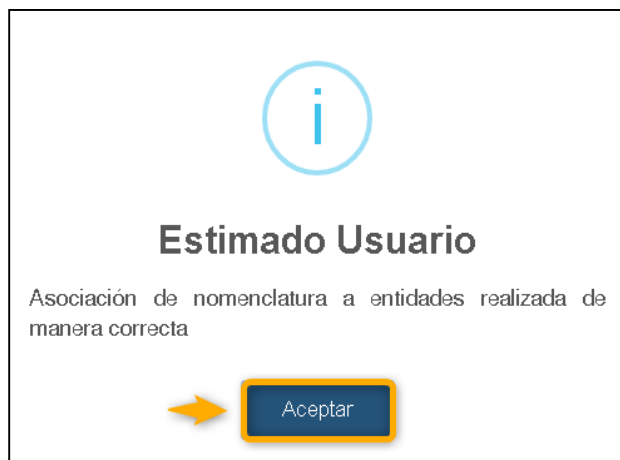 Estimado Usuario
Asociación de nomenclatura a entidades realizada de
manera correcta
Aceptar